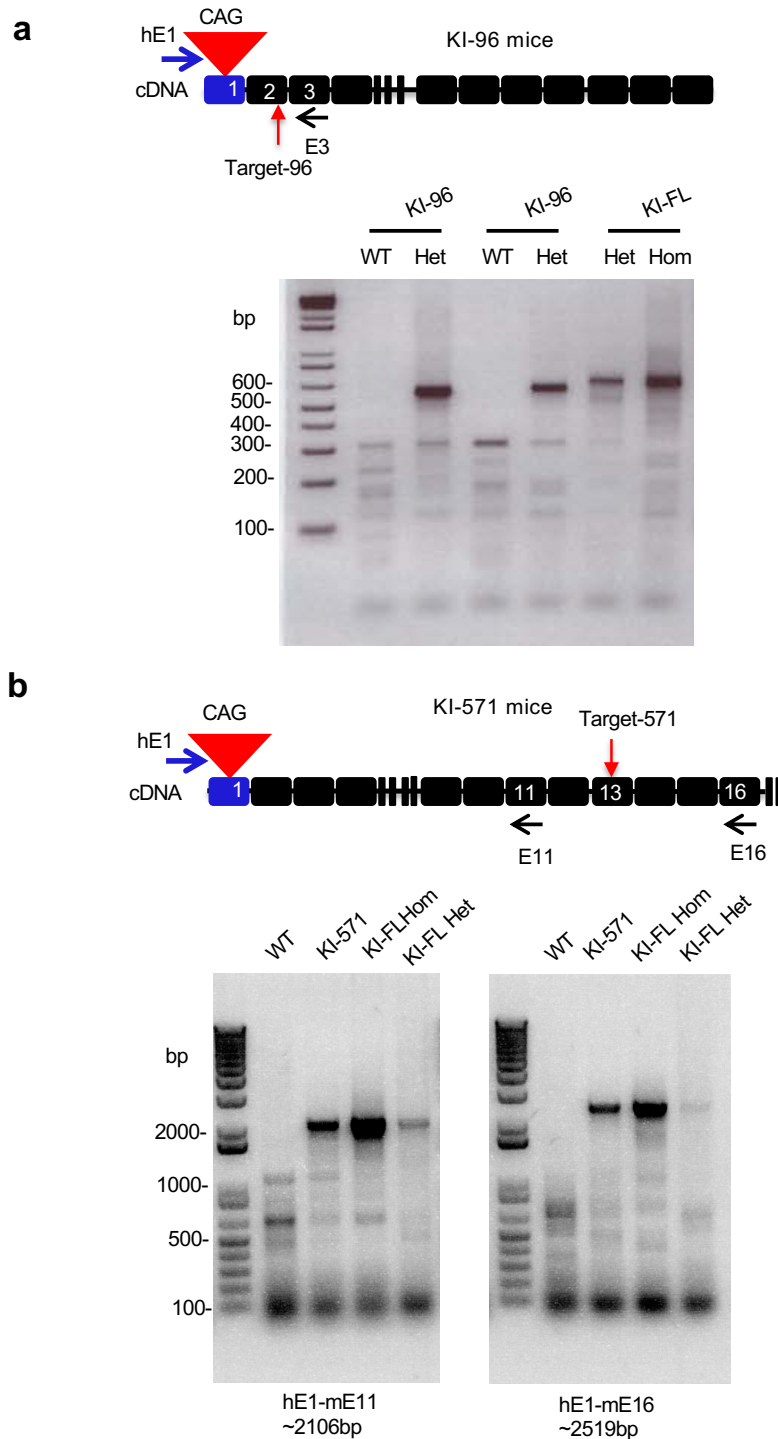 a
CAG
hE1
KI-96 mice
cDNA
1
2
3
E3
Target-96
KI-96
KI-96
KI-FL
WT
Het
WT
Het
Het
Hom
bp
600-
500-
400-
300-
200-
100-
b
KI-571 mice
Target-571
CAG
hE1
cDNA
1
11
13
16
E11
E16
WT
KI-571
KI-FLHom
KI-FL Het
WT
KI-571
KI-FL Hom
KI-FL Het
bp
2000-
1000-
500-
100-
hE1-mE11
~2106bp
hE1-mE16
~2519bp